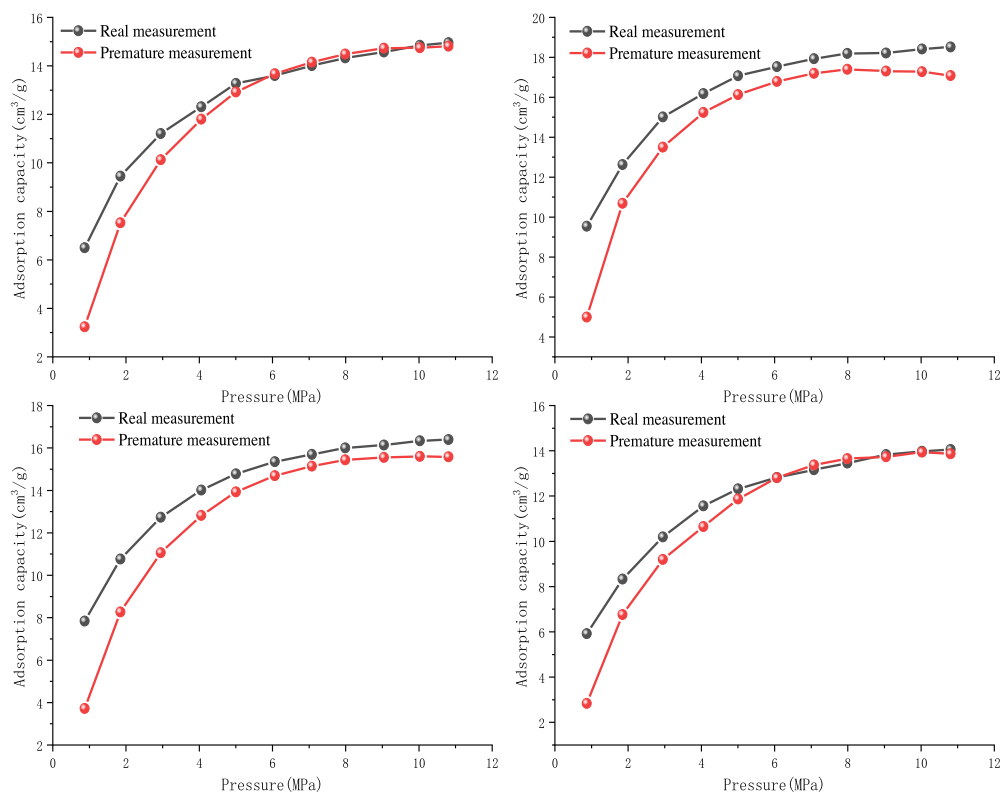 16
14
12
10
8
6
4
2
Adsorption capacity(cm³/g)
Real measurement
Premature measurement
0 2 4 6 8 10 12
Pressure(MPa)
20
18
16
14
12
10
8
6
4
Adsorption capacity(cm³/g)
Real measurement
Premature measurement
0 2 4 6 8 10 12
Pressure(MPa)
18
16
14
12
10
8
6
4
2
Adsorption capacity(cm³/g)
Real measurement
Premature measurement
0 2 4 6 8 10 12
Pressure(MPa)
16
14
12
10
8
6
4
2
Adsorption capacity(cm³/g)
Real measurement
Premature measurement
0 2 4 6 8 10 12
Pressure(MPa)